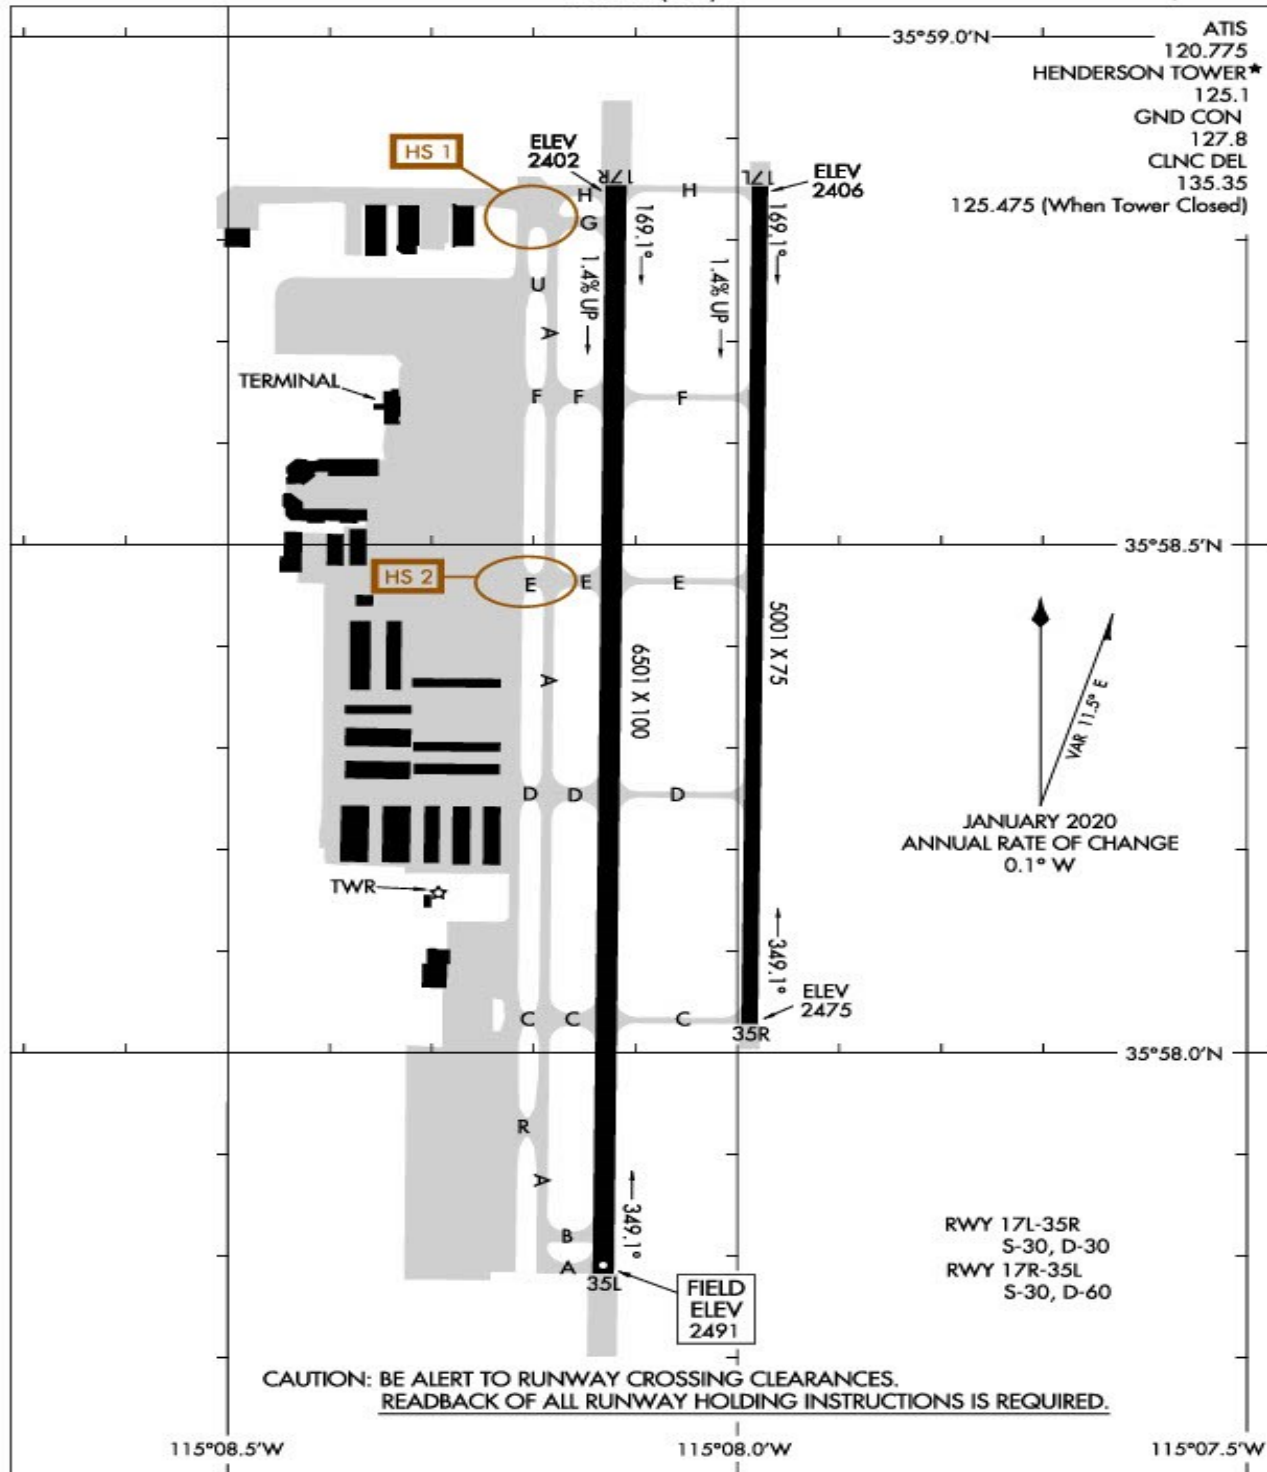 35°59.0'N
ATIS
120.775
HENDERSON TOWER★
125.1
GND CON
127.8
CLNC DEL
135.35
125.475 (When Tower Closed)
HS 1
ELEV
2402
17R
17L
ELEV
2406
H
H
G
169.1°
169.1°
1.4% UP
1.4% UP
U
A
TERMINAL
F
F
F
35°58.5'N
HS 2
E
E
E
5001 X 75
6501 X 100
A
VAR 11.5° E
D
D
D
JANUARY 2020
ANNUAL RATE OF CHANGE
0.1° W
TWR
349.1°
ELEV
2475
C
C
C
35R
35°58.0'N
R
A
349.1°
B
A
35L
FIELD
ELEV
2491
RWY 17L-35R
S-30, D-30
RWY 17R-35L
S-30, D-60
CAUTION: BE ALERT TO RUNWAY CROSSING CLEARANCES.
READBACK OF ALL RUNWAY HOLDING INSTRUCTIONS IS REQUIRED.
115°08.5'W
115°08.0'W
115°07.5'W